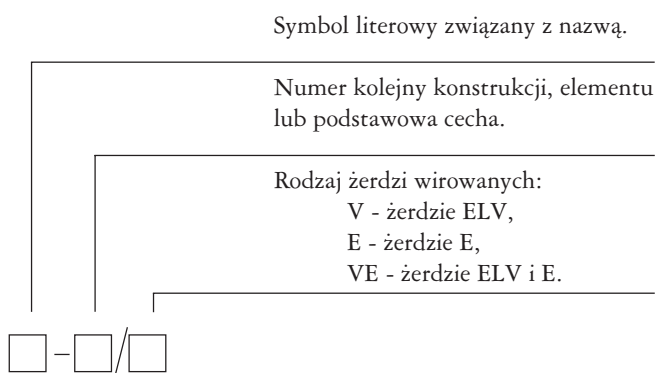 Symbol literowy związany z nazwą.
Numer kolejny konstrukcji, elementu
lub podstawowa cecha.
Rodzaj żerdzi wirowanych:
V - żerdzie ELV,
E - żerdzie E,
VE - żerdzie ELV i E.
□–□/□